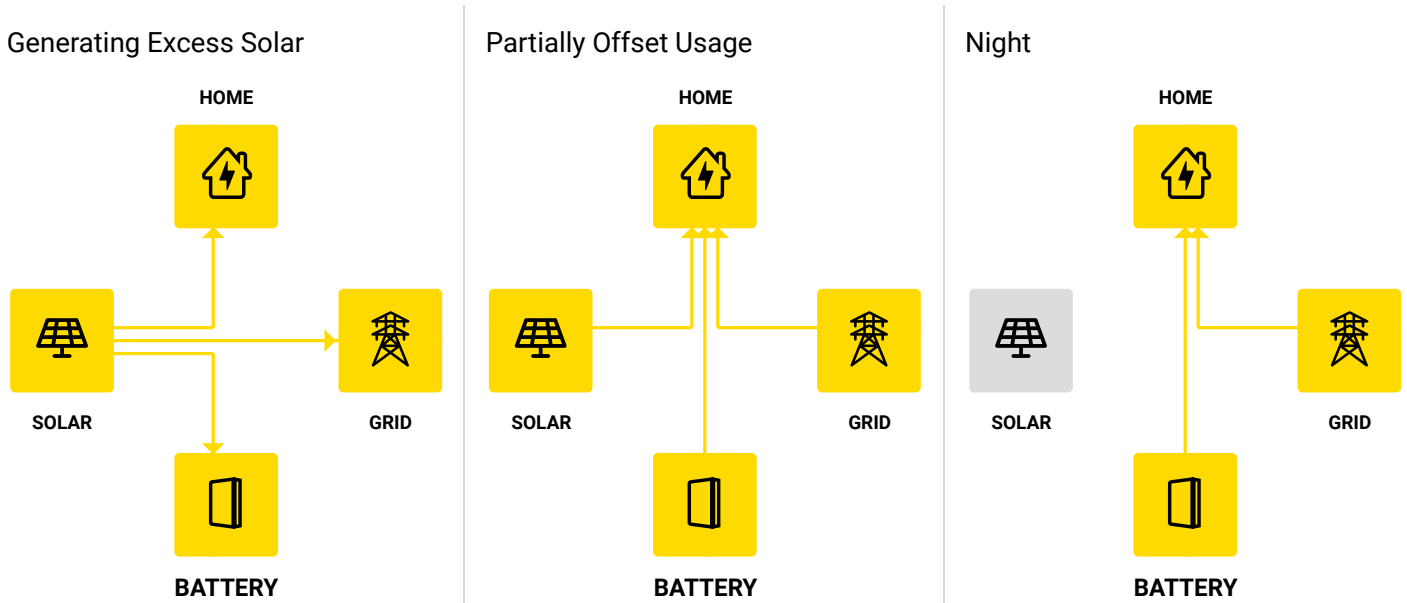 Generating Excess Solar
HOME
SOLAR
GRID
BATTERY
Partially Offset Usage
HOME
SOLAR
GRID
BATTERY
Night
HOME
SOLAR
GRID
BATTERY